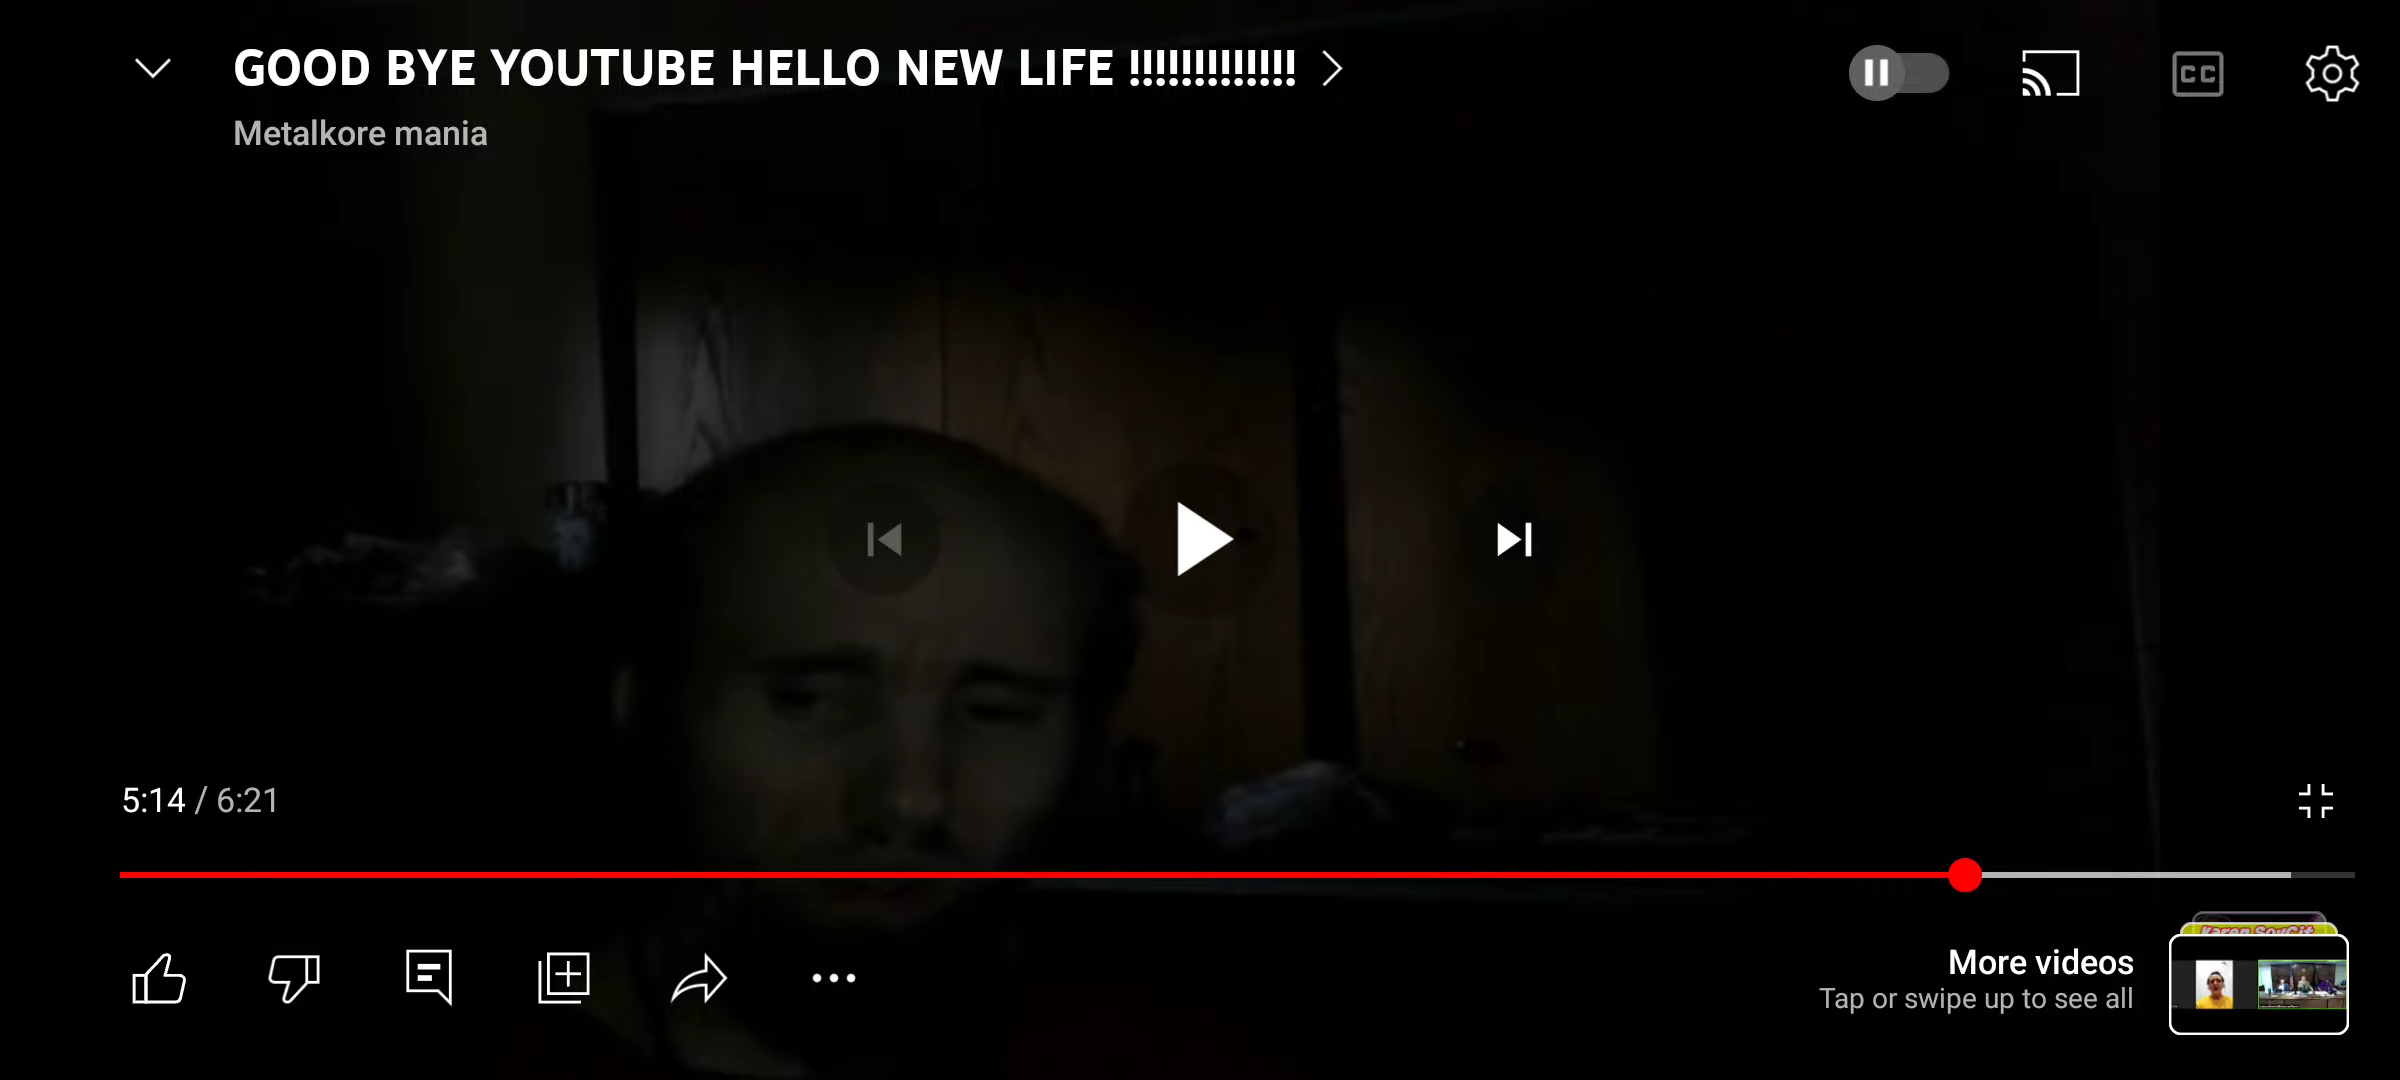 GOOD BYE YOUTUBE HELLO NEW LIFE !!!!!!!!!!!!!
Metalkore mania
CC
5:14 / 6:21
More videos
Tap or swipe up to see all